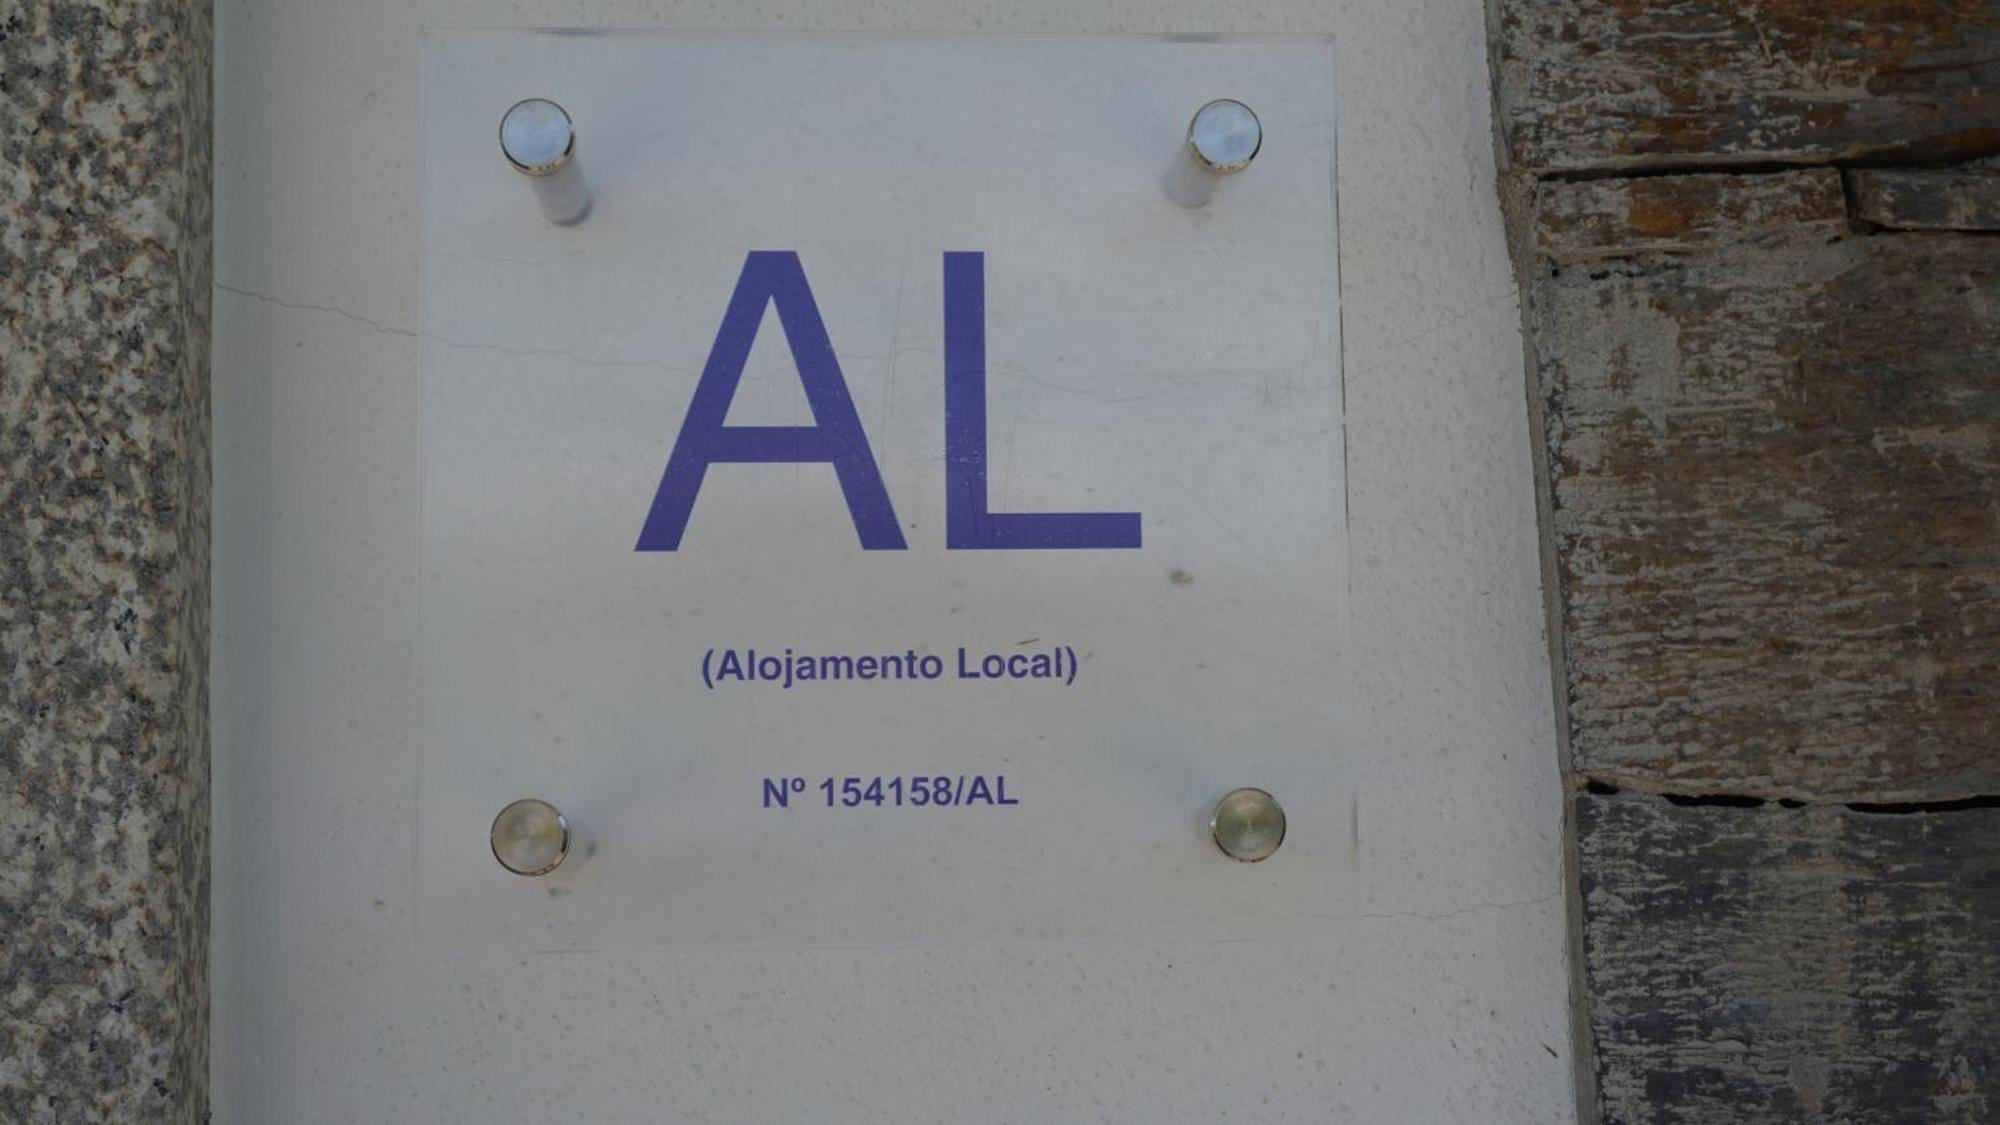 AL
(Alojamento Local)
Nº 154158/AL